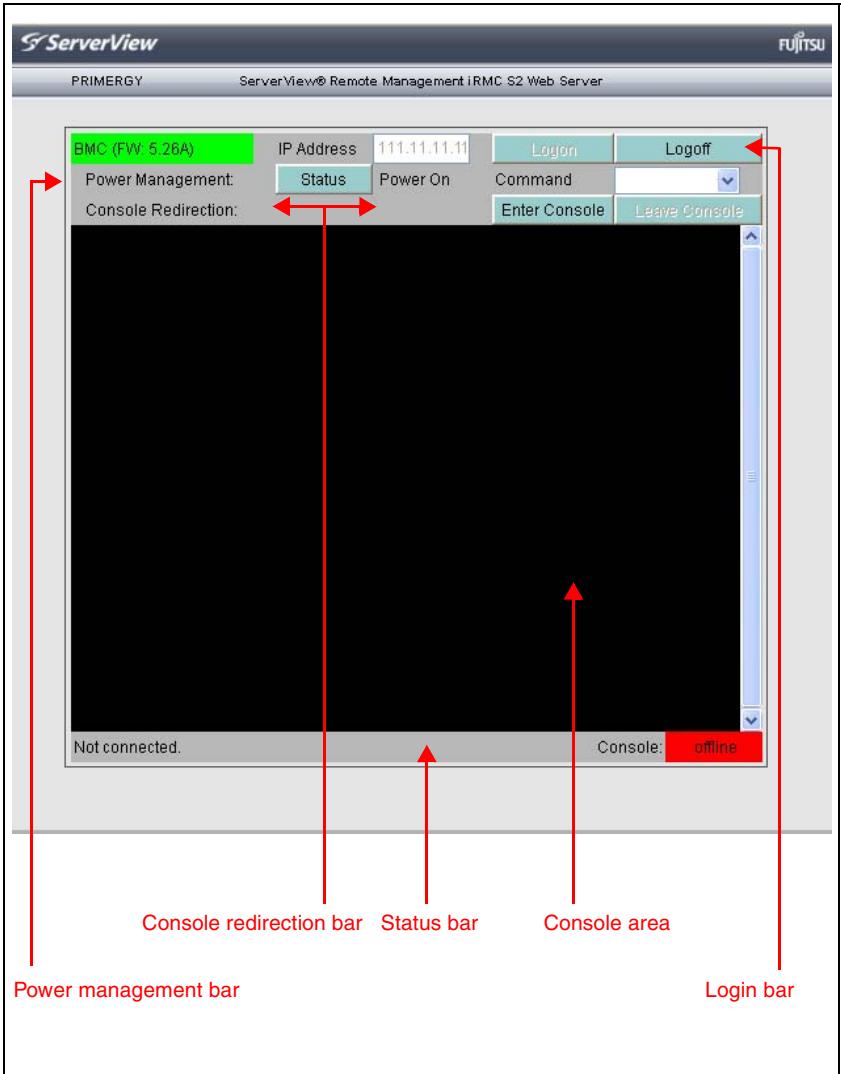 ServerView
FUJITSU
PRIMERGY ServerView® Remote Management iRMC S2 Web Server
BMC (FW: 5.26A) IP Address 111.11.11.11 Logon Logoff
Power Management: Status Power On Command
Console Redirection: Enter Console Leave Console
Not connected. Console: offline
Console redirection bar Status bar Console area
Power management bar Login bar